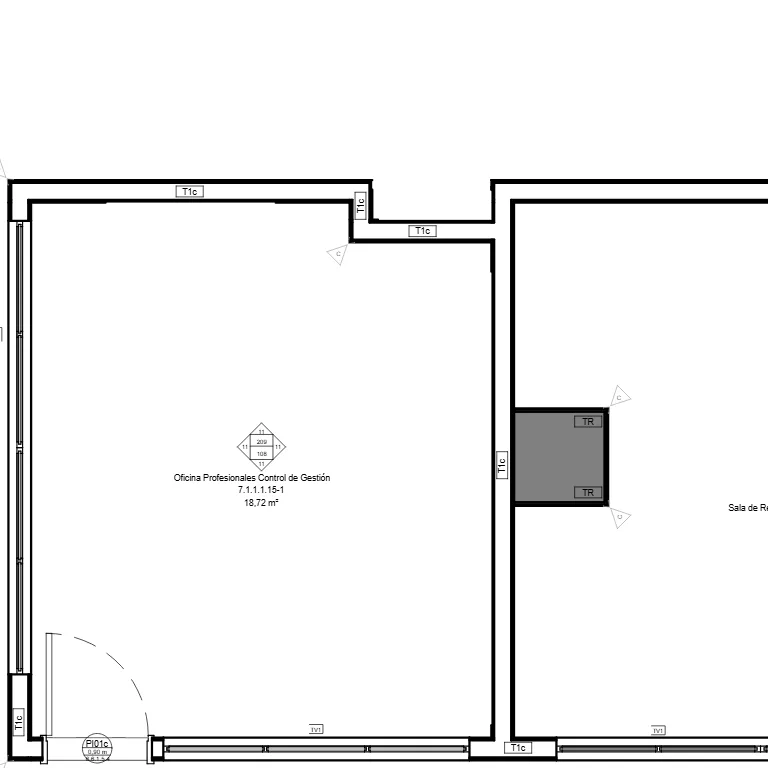 T1c
T1c
T1c
C
C
TR
11
209
11
11
108
11
T1c
Oficina Profesionales Control de Gestión
7.1.1.1.15-1
18,72 m²
TR
Sala de Re
C
T1c
TV1
TV1
PI01c
0,90 m
T1c